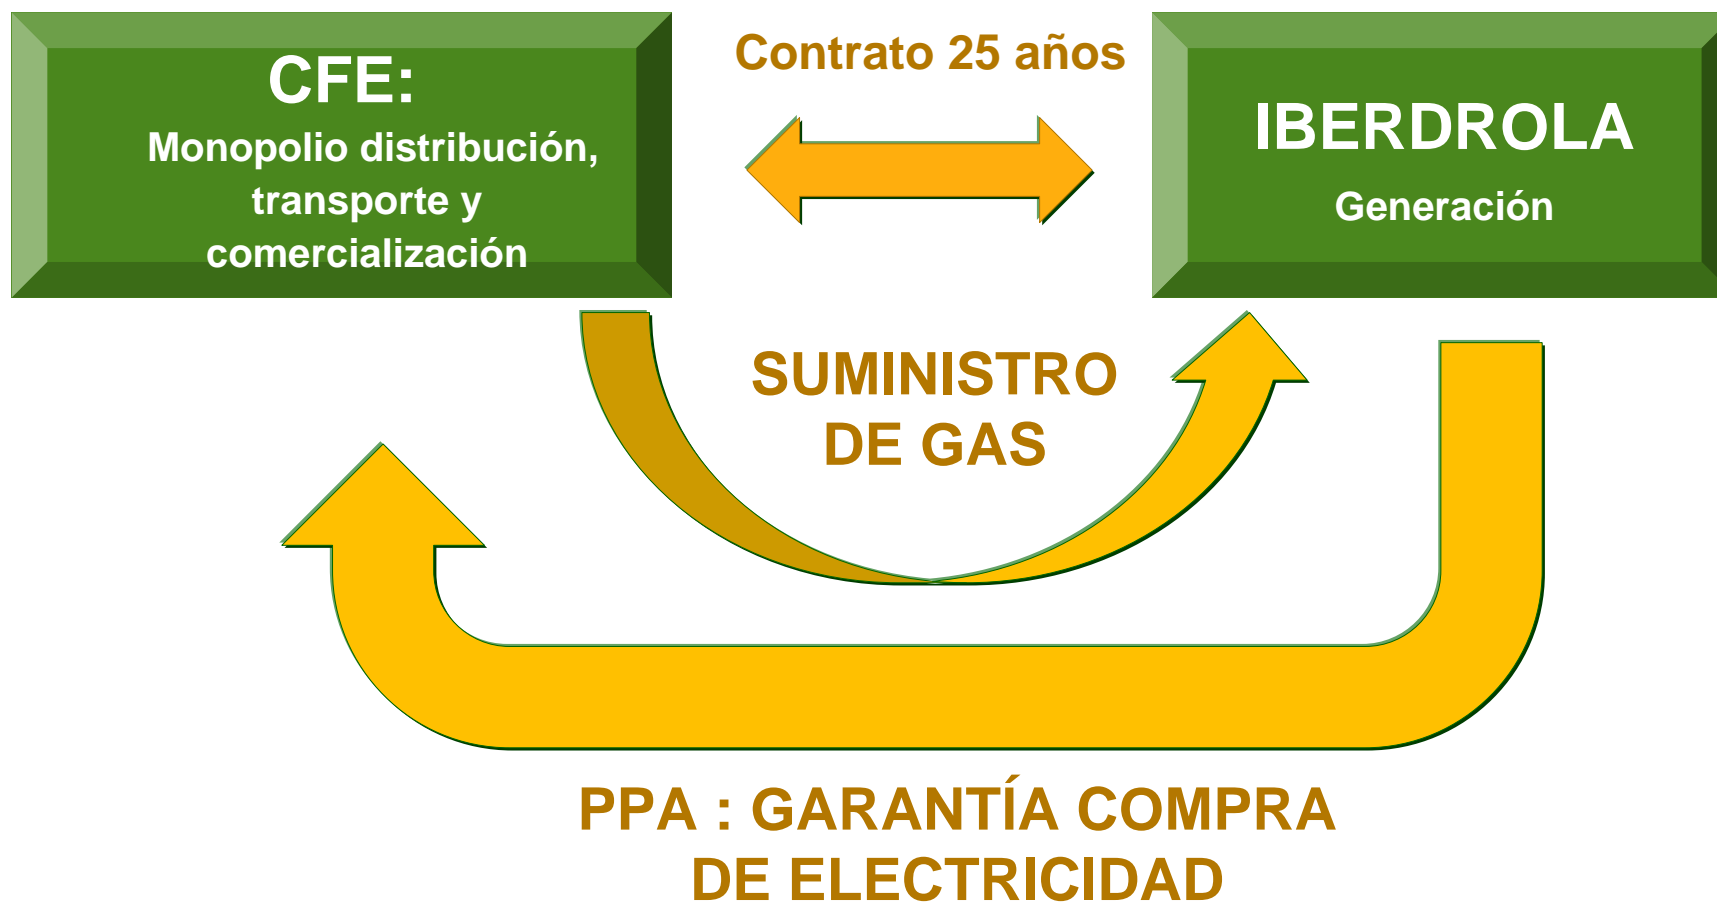 CFE:
Monopolio distribución,
transporte y
comercialización
Contrato 25 años
IBERDROLA
Generación
SUMINISTRO
DE GAS
PPA : GARANTÍA COMPRA
DE ELECTRICIDAD